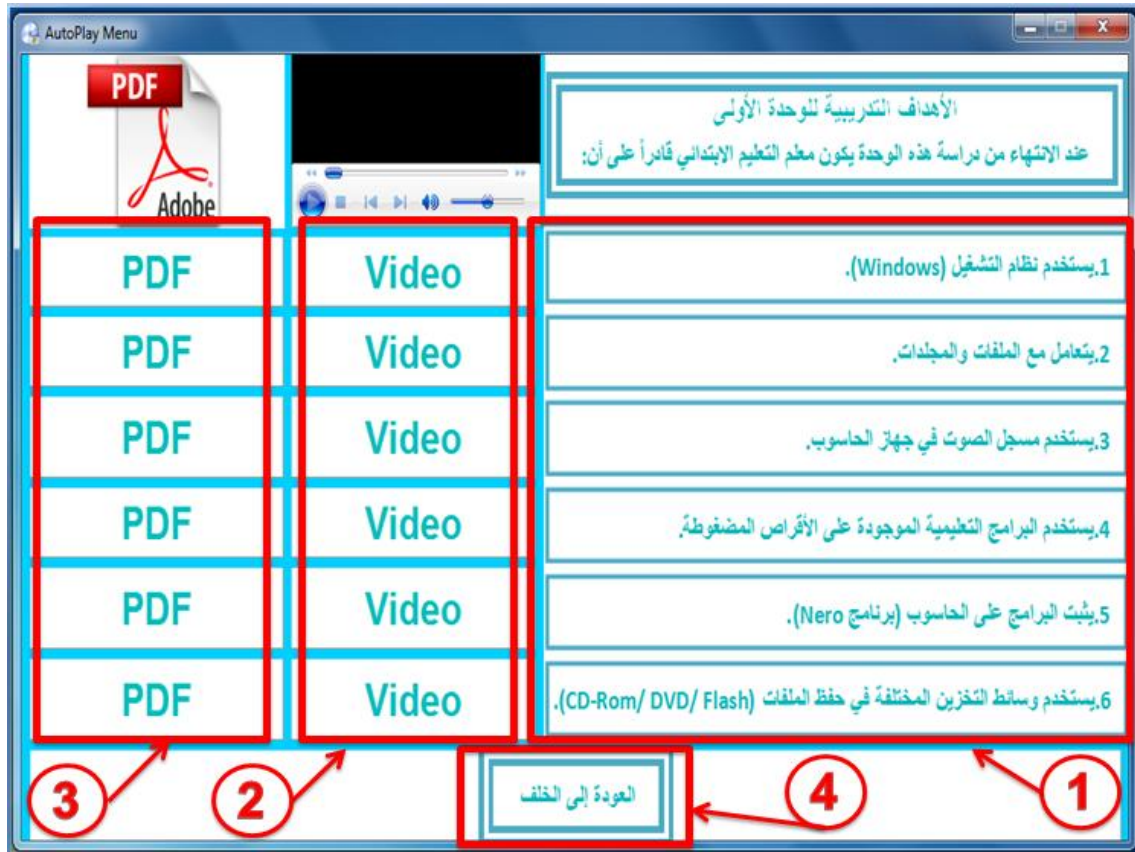 AutoPlay Menu
الأهداف التدريبية للوحدة الأولى
عند الانتهاء من دراسة هذه الوحدة يكون معلم التعليم الابتدائي قادراً على أن:
PDF
Adobe
1.يستخدم نظام التشغيل (Windows).
Video
PDF
2.يتعامل مع الملفات والمجلدات.
Video
PDF
3.يستخدم مسجل الصوت في جهاز الحاسوب.
Video
PDF
4.يستخدم البرامج التعليمية الموجودة على الأقراص المضغوطة.
Video
PDF
5.يثبت البرامج على الحاسوب (برنامج Nero).
Video
PDF
6.يستخدم وسائط التخزين المختلفة في حفظ الملفات (CD-Rom/ DVD/ Flash).
Video
PDF
1
4
العودة إلى الخلف
2
3